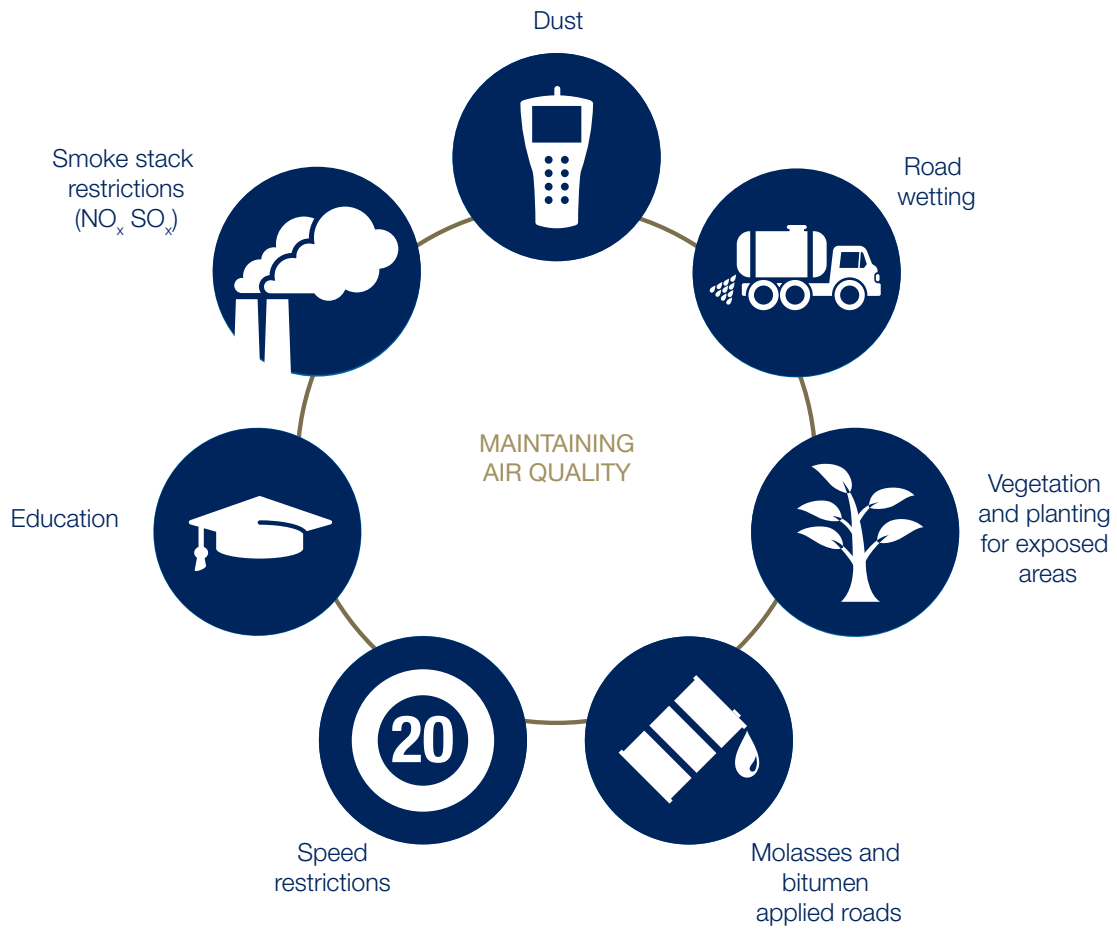 Dust
Road
wetting
Vegetation
and planting
for exposed
areas
Molasses and
bitumen
applied roads
20
Speed
restrictions
Education
Smoke stack
restrictions
(NOₓ SOₓ)
MAINTAINING
AIR QUALITY